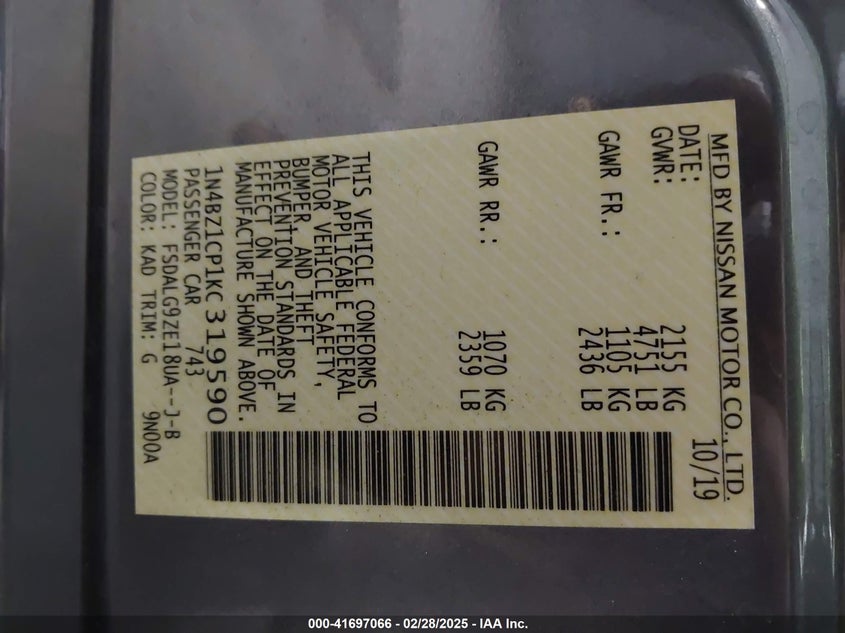 MFD BY NISSAN MOTOR CO., LTD.
DATE: 10/19
GVWR: 2155 KG
4751 LB
GAWR FR.: 1105 KG
2436 LB
GAWR RR.: 1070 KG
2359 LB
THIS VEHICLE CONFORMS TO
ALL APPLICABLE FEDERAL
MOTOR VEHICLE SAFETY,
BUMPER, AND THEFT
PREVENTION STANDARDS IN
EFFECT ON THE DATE OF
MANUFACTURE SHOWN ABOVE.
1N4BZ1CP1KC319590
PASSENGER CAR 743
MODEL: FSDALG9ZE18UA--J-B
COLOR: KAD TRIM: G 9N00A
000-41697066 / 02/28/2025 - IAA Inc.